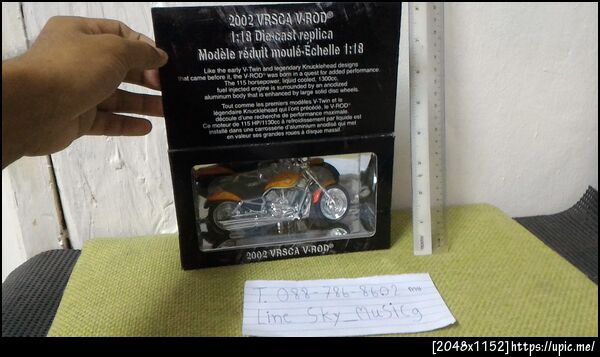 2002 VRSCA V-ROD®
1:18 Die-cast replica
Modèle réduit moulé-Échelle 1:18
Like the early V-Twin and legendary Knucklehead designs
that came before it, the V-ROD® was born in a quest for added performance.
The 115 horsepower, liquid cooled, 1300cc.
fuel injected engine is surrounded by an anodized
aluminum body that is enhanced by large solid disc wheels.
Tout comme les premiers modèles V-Twin et le
légendaire Knucklehead qui l'ont précédé, le V-ROD®
découle d'une recherche de performance maximale.
Ce moteur de 115 HP/1130cc à refroidissement par liquide est
installé dans une carrosserie d'aluminium anodisé qui met
en valeur ses grandes roues à disque massif.
2002 VRSCA V-ROD®
T. 088-786-8602
Line Sky_MuSiCg
[2048x1152]https://upic.me/